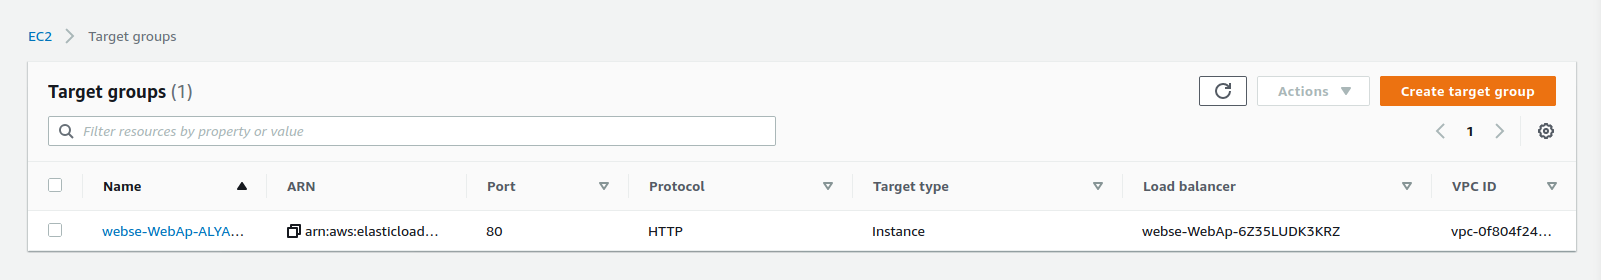 EC2 Target groups
Target groups (1)
Actions
Create target group
Filter resources by property or value
1
Name ARN Port Protocol Target type Load balancer VPC ID
webse-WebAp-ALYA... arn:aws:elasticload... 80 HTTP Instance webse-WebAp-6Z35LUDK3KRZ vpc-0f804f24...